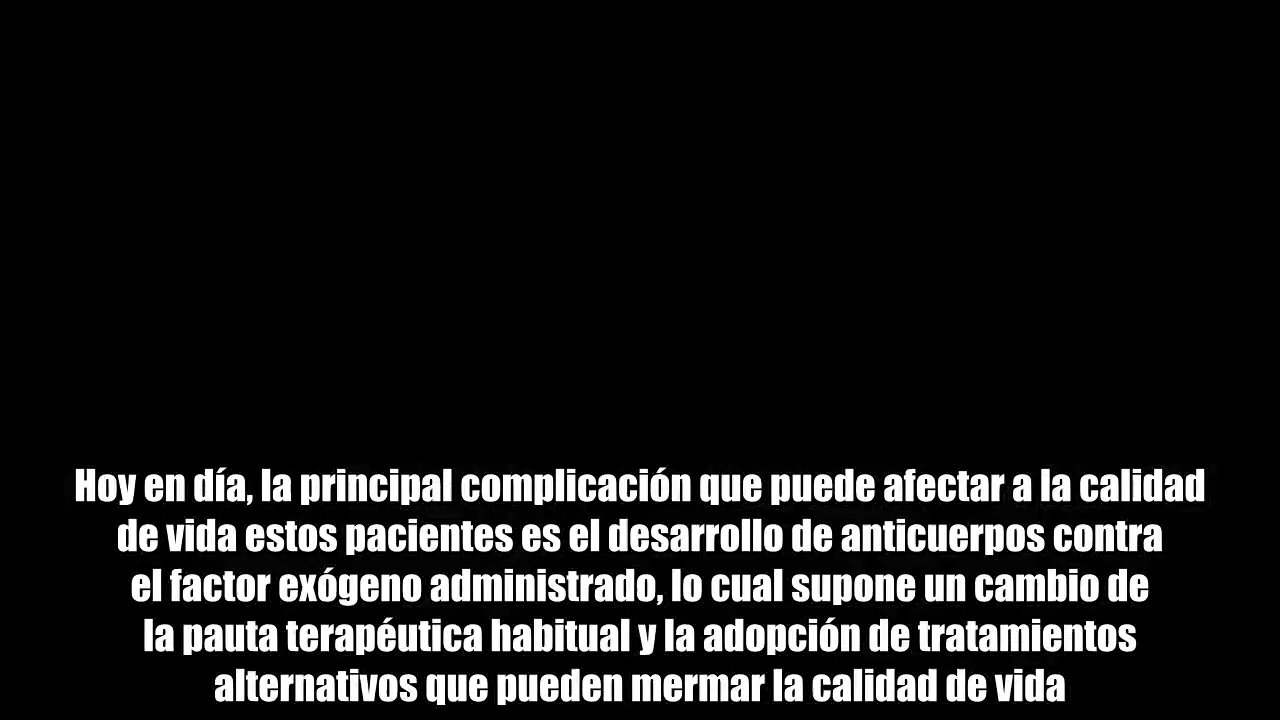 Hoy en día, la principal complicación que puede afectar a la calidad
de vida estos pacientes es el desarrollo de anticuerpos contra
el factor exógeno administrado, lo cual supone un cambio de
la pauta terapéutica habitual y la adopción de tratamientos
alternativos que pueden mermar la calidad de vida